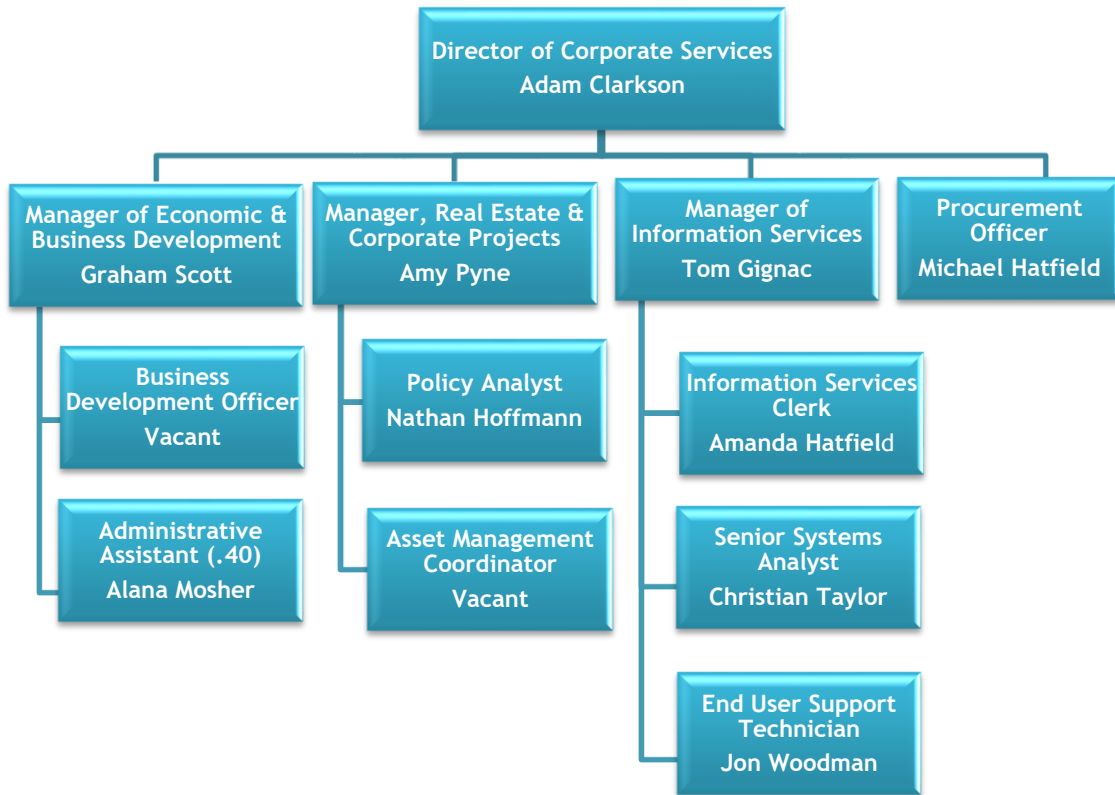 Director of Corporate Services
Adam Clarkson
Manager of Economic &
Business Development
Graham Scott
Manager, Real Estate &
Corporate Projects
Amy Pyne
Manager of
Information Services
Tom Gignac
Procurement
Officer
Michael Hatfield
Business
Development Officer
Vacant
Administrative
Assistant (.40)
Alana Mosher
Policy Analyst
Nathan Hoffmann
Asset Management
Coordinator
Vacant
Information Services
Clerk
Amanda Hatfield
Senior Systems
Analyst
Christian Taylor
End User Support
Technician
Jon Woodman